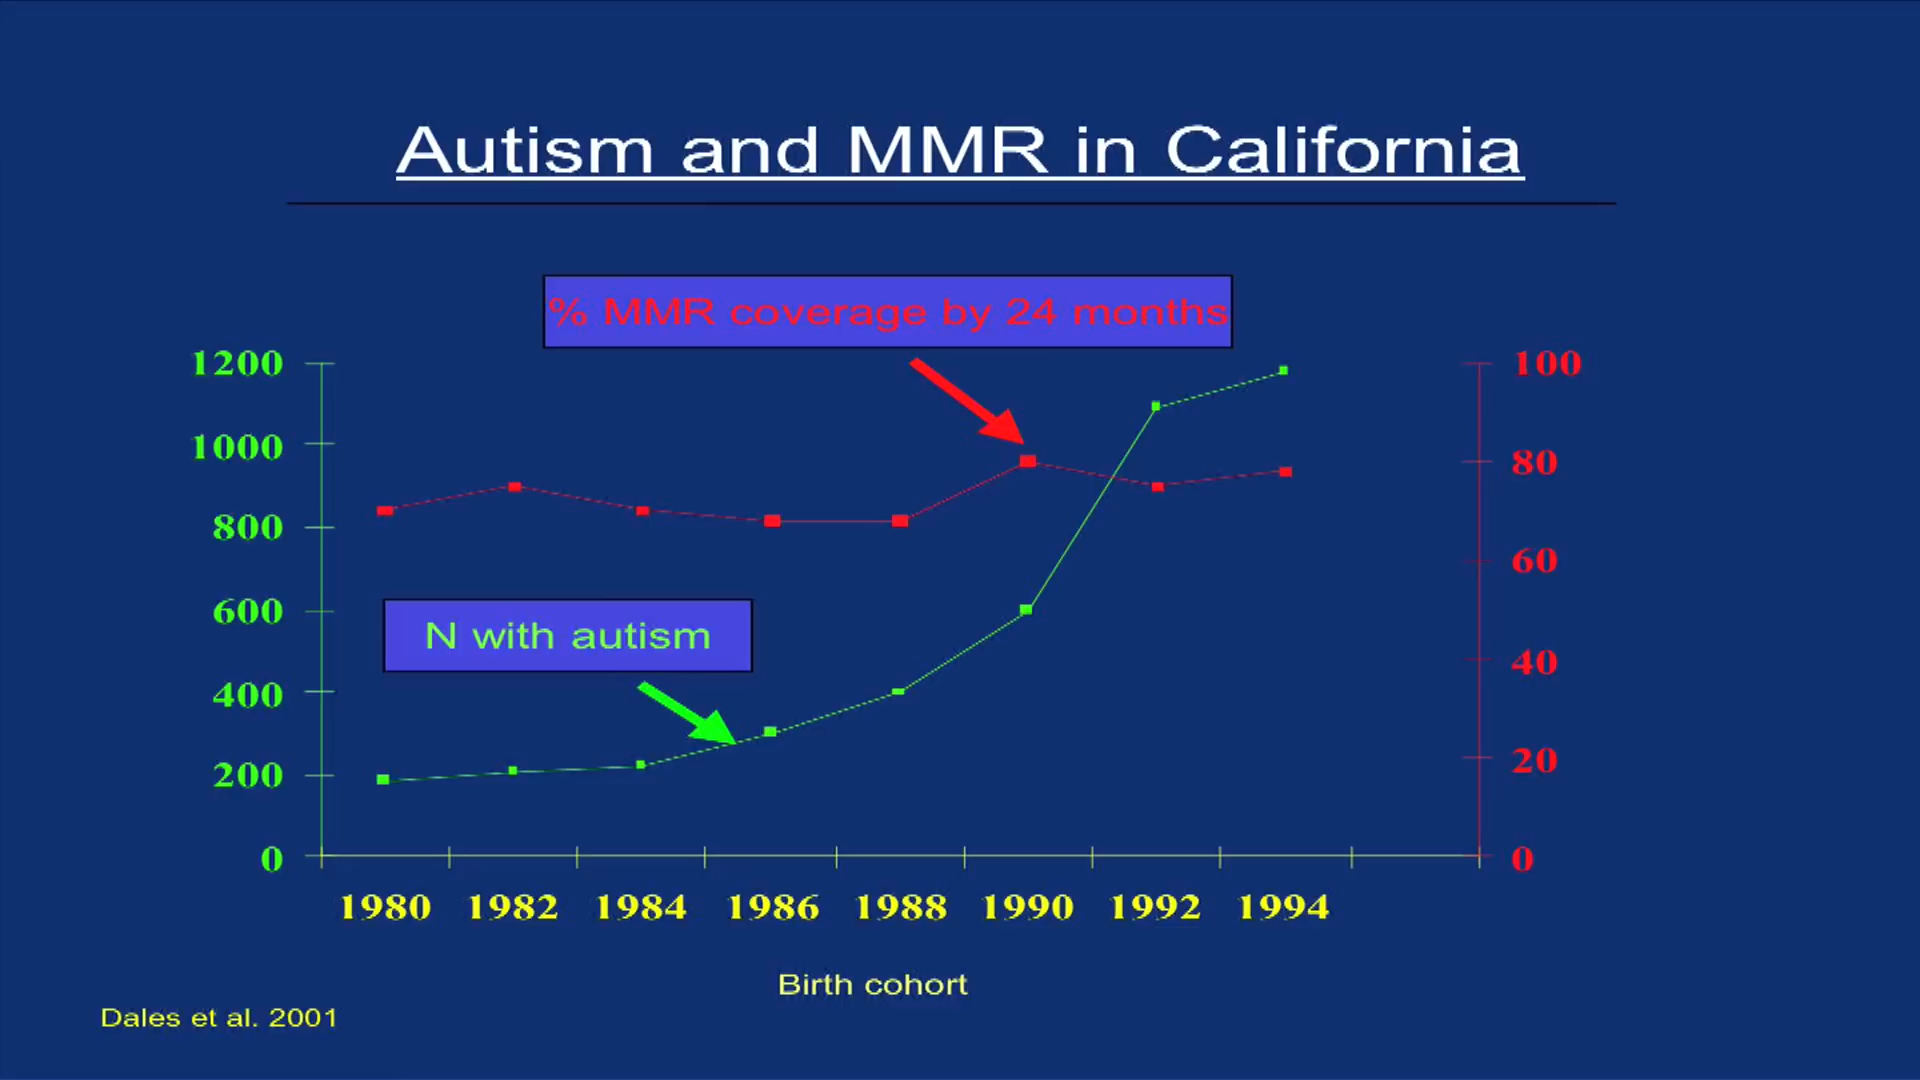 Autism and MMR in California
% MMR coverage by 24 months
1200
1000
800
600
400
200
0
N with autism
100
80
60
40
20
0
1980 1982 1984 1986 1988 1990 1992 1994
Birth cohort
Dales et al. 2001